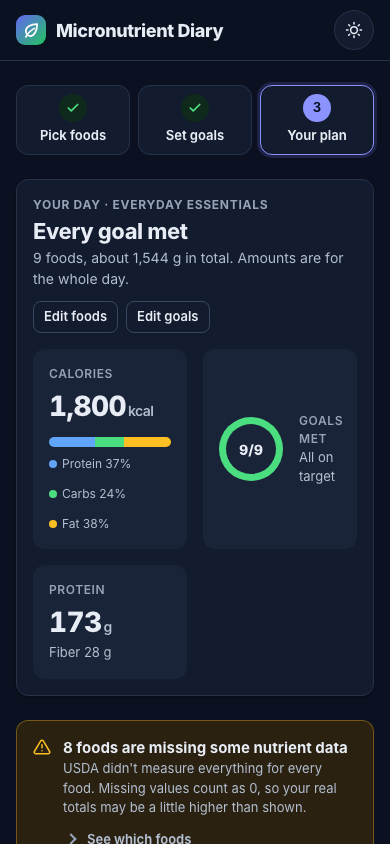 Micronutrient Diary
Pick foods
Set goals
3
Your plan
YOUR DAY · EVERYDAY ESSENTIALS
Every goal met
9 foods, about 1,544 g in total. Amounts are for
the whole day.
Edit foods
Edit goals
CALORIES
1,800 kcal
Protein 37%
Carbs 24%
Fat 38%
9/9
GOALS
MET
All on
target
PROTEIN
173 g
Fiber 28 g
8 foods are missing some nutrient data
USDA didn't measure everything for every
food. Missing values count as 0, so your real
totals may be a little higher than shown.
See which foods